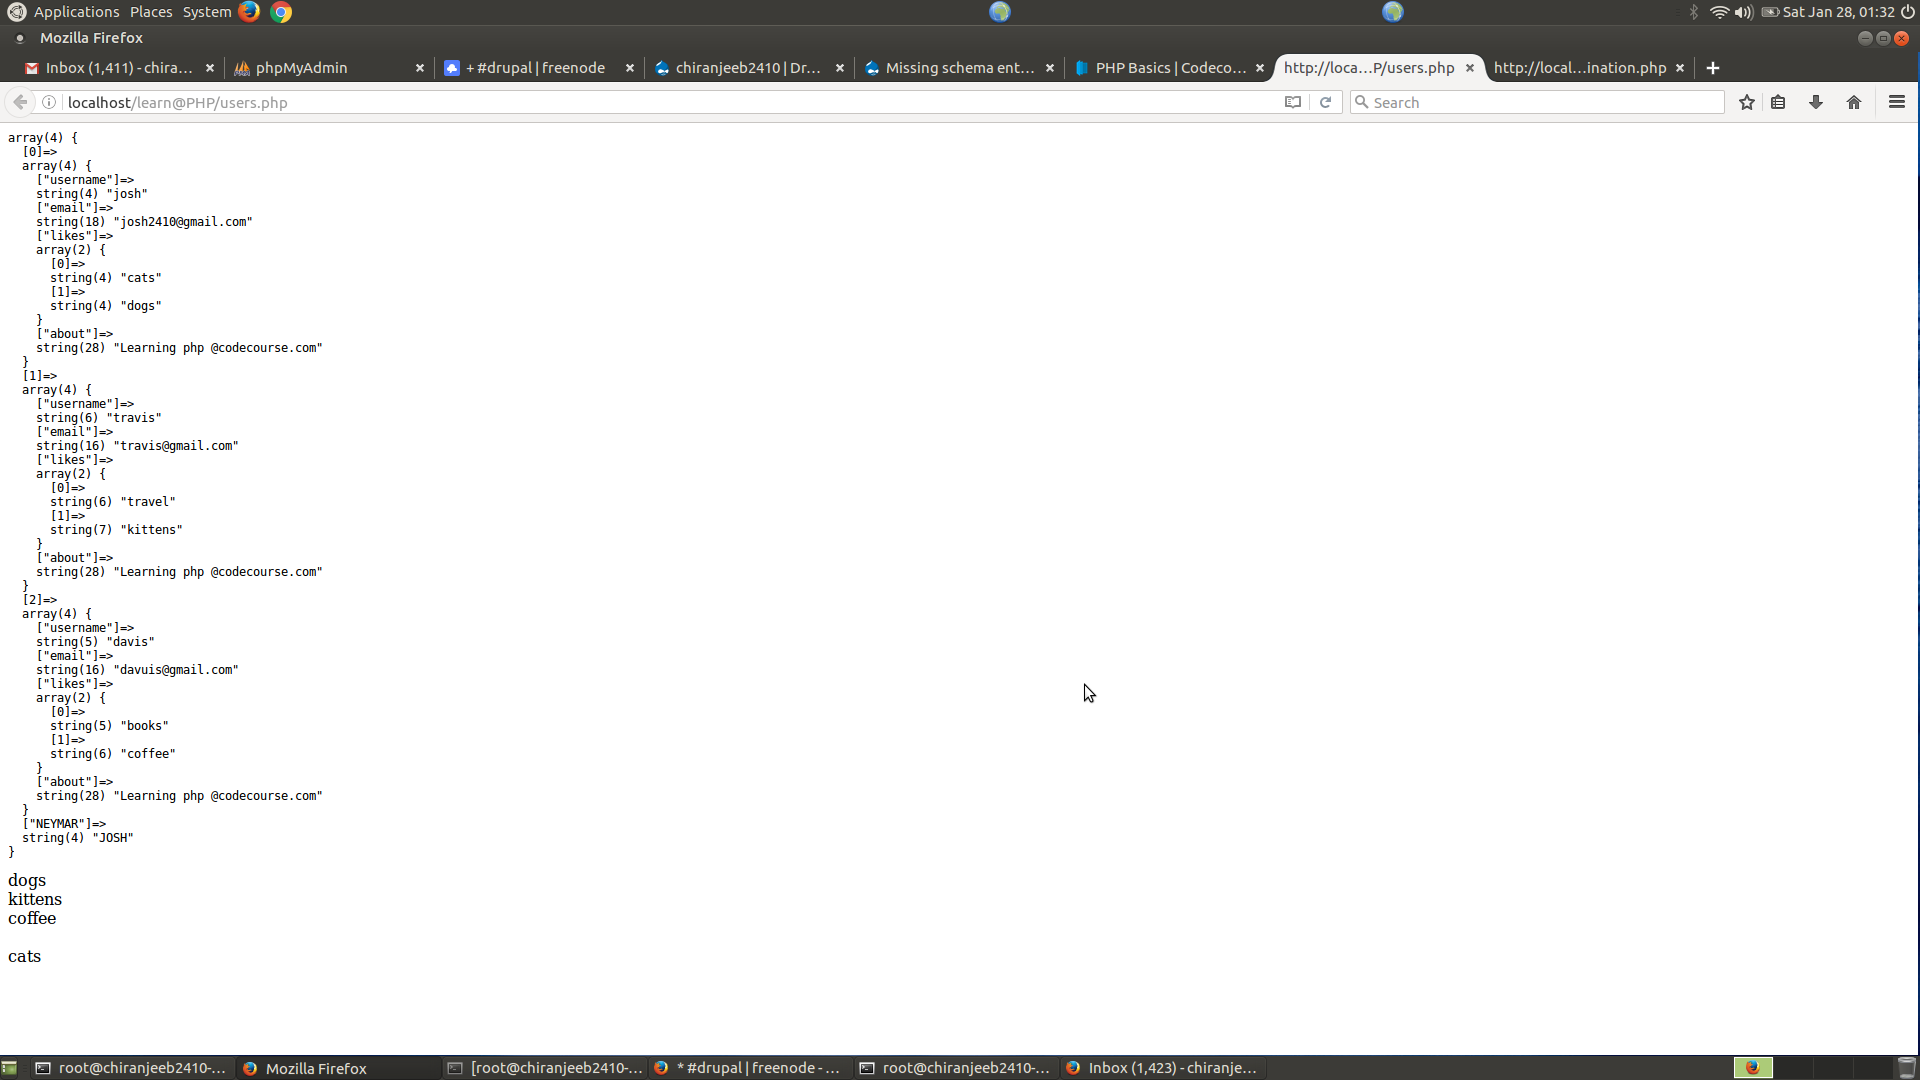 Applications Places System Sat Jan 28, 01:32
Mozilla Firefox
Inbox (1,411) - chira... phpMyAdmin + #drupal | freenode chiranjeeb2410 | Dr... Missing schema ent... PHP Basics | Codeco... http://loca...P/users.php http://local...ination.php
localhost/learn@PHP/users.php Search
array(4) {
  [0]=>
  array(4) {
    ["username"]=>
    string(4) "josh"
    ["email"]=>
    string(18) "josh2410@gmail.com"
    ["likes"]=>
    array(2) {
      [0]=>
      string(4) "cats"
      [1]=>
      string(4) "dogs"
    }
    ["about"]=>
    string(28) "Learning php @codecourse.com"
  }
  [1]=>
  array(4) {
    ["username"]=>
    string(6) "travis"
    ["email"]=>
    string(16) "travis@gmail.com"
    ["likes"]=>
    array(2) {
      [0]=>
      string(6) "travel"
      [1]=>
      string(7) "kittens"
    }
    ["about"]=>
    string(28) "Learning php @codecourse.com"
  }
  [2]=>
  array(4) {
    ["username"]=>
    string(5) "davis"
    ["email"]=>
    string(16) "davuis@gmail.com"
    ["likes"]=>
    array(2) {
      [0]=>
      string(5) "books"
      [1]=>
      string(6) "coffee"
    }
    ["about"]=>
    string(28) "Learning php @codecourse.com"
  }
  ["NEYMAR"]=>
  string(4) "JOSH"
}
dogs
kittens
coffee
cats
root@chiranjeeb2410-... Mozilla Firefox [root@chiranjeeb2410-... * #drupal | freenode - ... root@chiranjeeb2410-... Inbox (1,423) - chiranje...